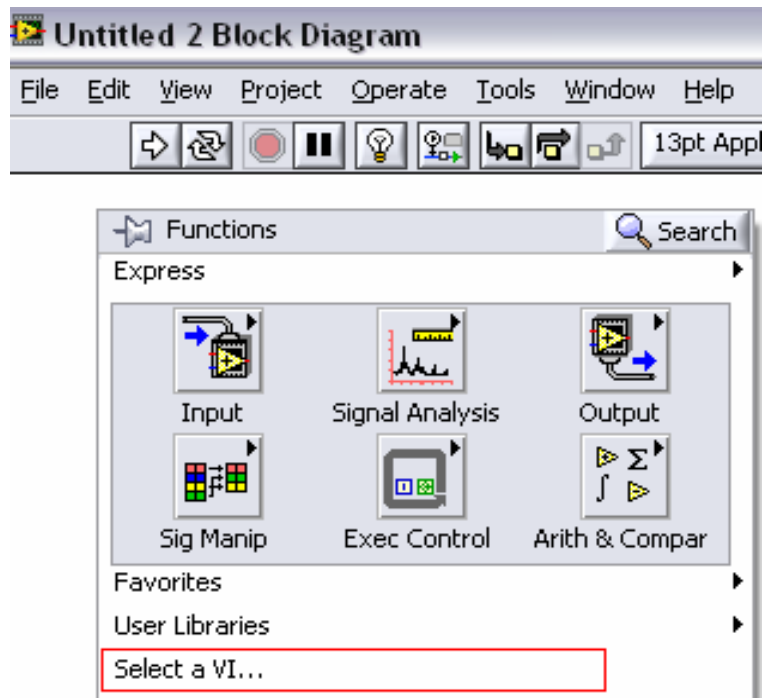 Untitled 2 Block Diagram
File Edit View Project Operate Tools Window Help
13pt Appl
Functions Search
Express
Input Signal Analysis Output
Sig Manip Exec Control Arith & Compar
Favorites
User Libraries
Select a VI...